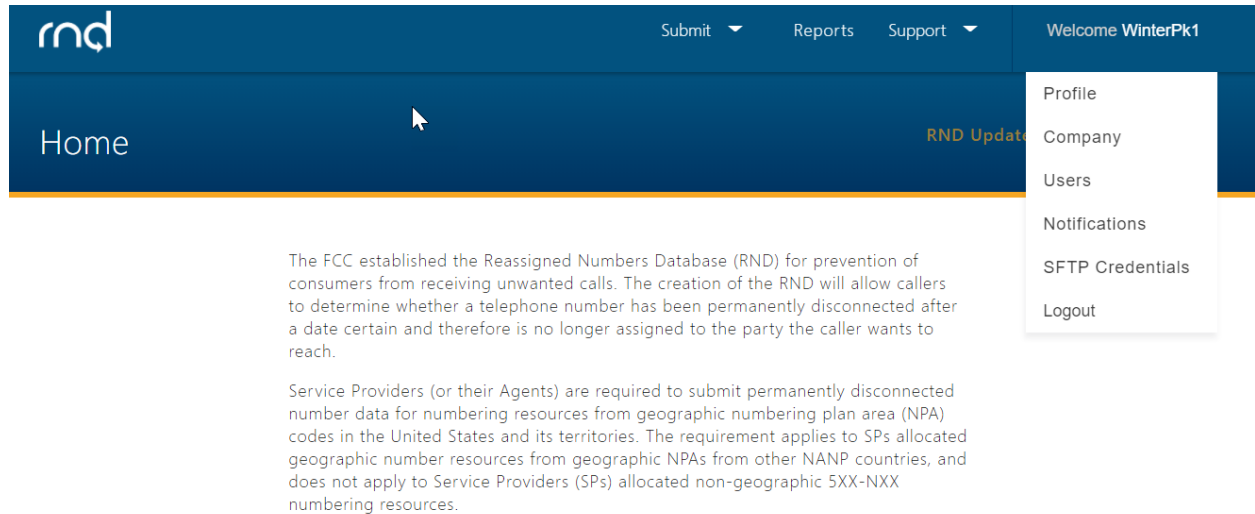 rnd
Submit Reports Support Welcome WinterPk1
Home
RND Update
Profile
Company
Users
Notifications
SFTP Credentials
Logout
The FCC established the Reassigned Numbers Database (RND) for prevention of
consumers from receiving unwanted calls. The creation of the RND will allow callers
to determine whether a telephone number has been permanently disconnected after
a date certain and therefore is no longer assigned to the party the caller wants to
reach.
Service Providers (or their Agents) are required to submit permanently disconnected
number data for numbering resources from geographic numbering plan area (NPA)
codes in the United States and its territories. The requirement applies to SPs allocated
geographic number resources from geographic NPAs from other NANP countries, and
does not apply to Service Providers (SPs) allocated non-geographic 5XX-NXX
numbering resources.